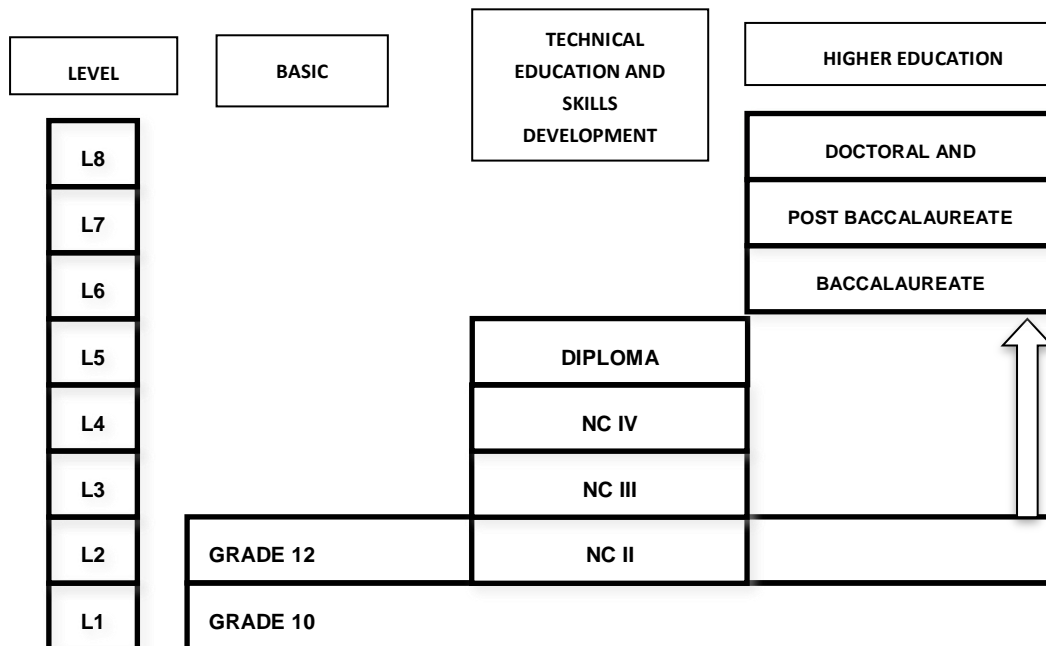 LEVEL
BASIC
TECHNICAL
EDUCATION AND
SKILLS
DEVELOPMENT
HIGHER EDUCATION
L8
DOCTORAL AND
L7
POST BACCALAUREATE
L6
BACCALAUREATE
L5
DIPLOMA
L4
NC IV
L3
NC III
L2
GRADE 12
NC II
L1
GRADE 10